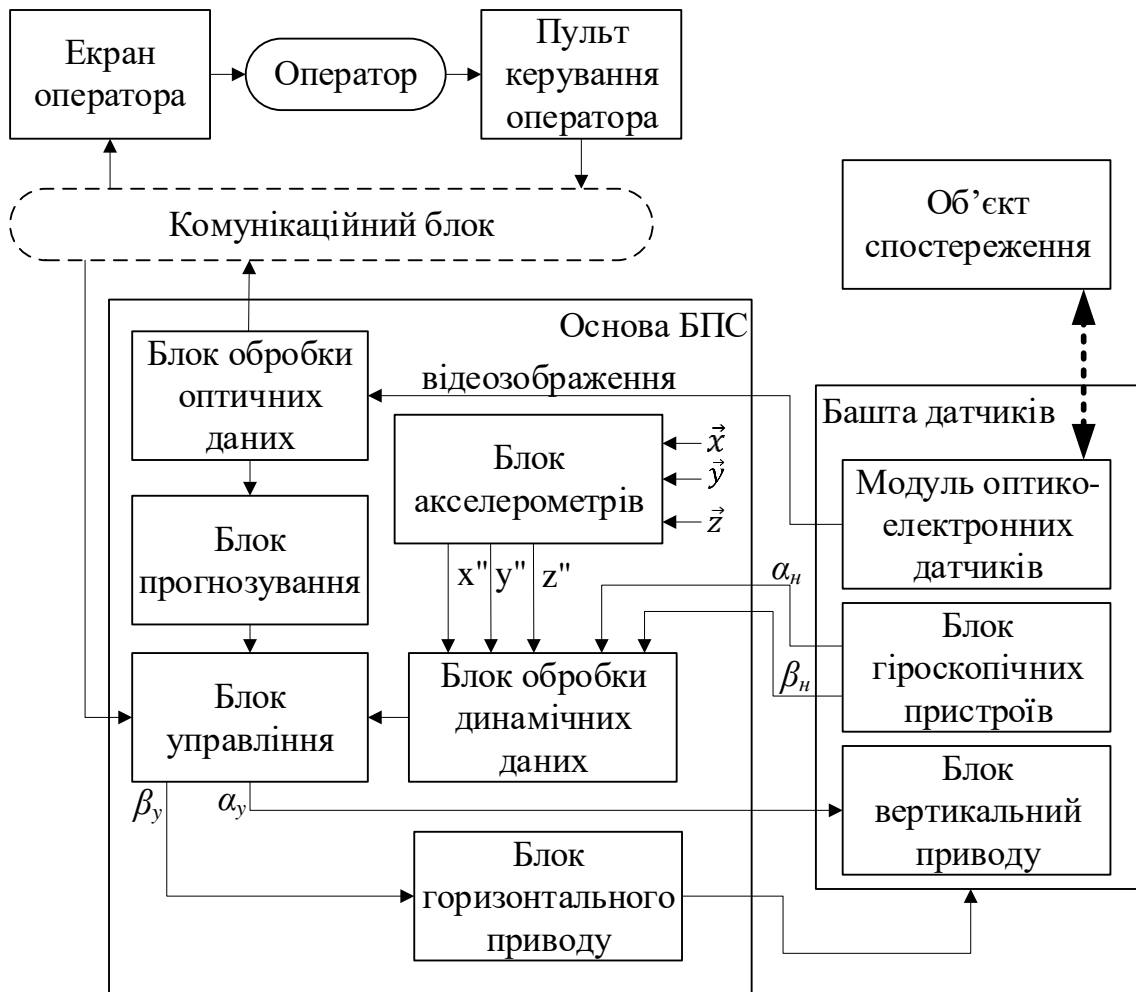 Екран
оператора
Оператор
Пульт
керування
оператора
Комунікаційний блок
Об’єкт
спостереження
Основа БПС
Блок обробки
оптичних
даних
відеозображення
Башта датчиків
Блок
акселерометрів
x⃗
y⃗
z⃗
Модуль оптико-
електронних
датчиків
Блок
прогнозування
x" y" z"
αн
Блок
гіроскопічних
пристроїв
βн
Блок
управління
Блок обробки
динамічних
даних
βу αу
Блок
вертикальний
приводу
Блок
горизонтального
приводу